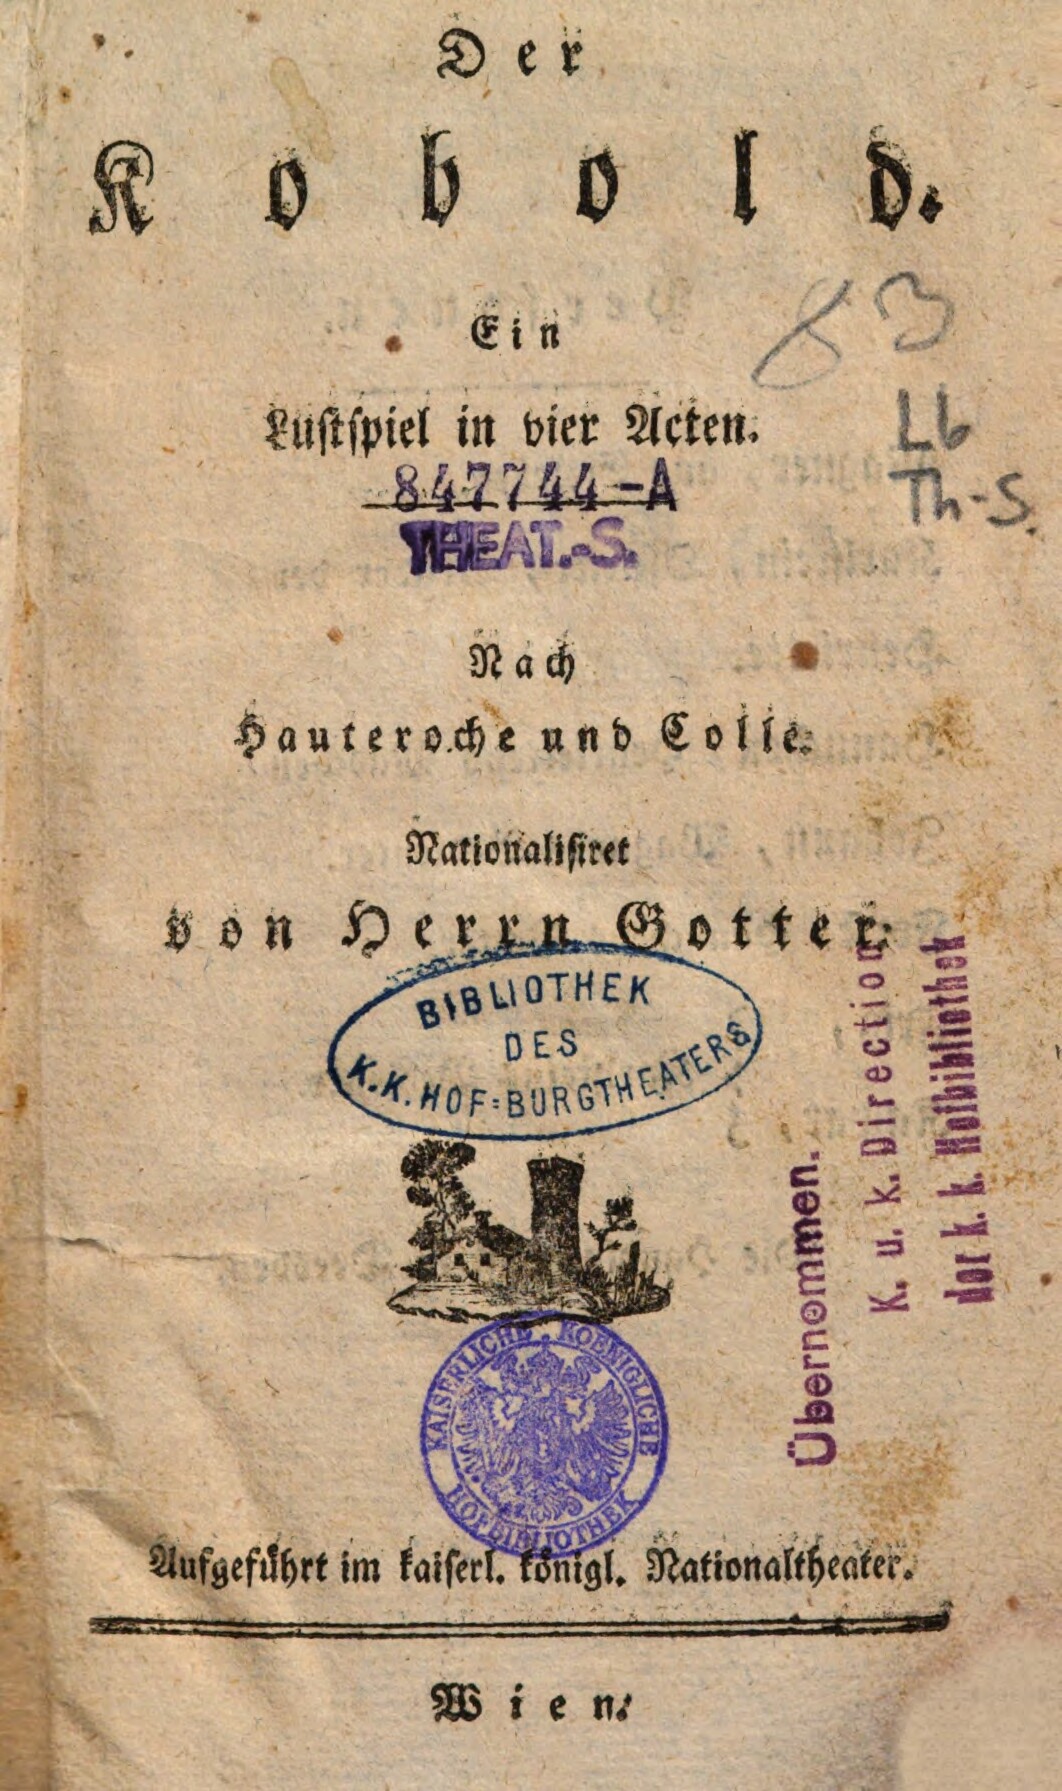 Der
Kobold.
Ein
Lustspiel in vier Acten.
83
Lb
Th-S.
847744-A
THEAT.-S.
Nach
Hauteroche und Colle.
Nationalisiret
von Herrn Gotter.
BIBLIOTHEK
DES
K.K. HOF=BURGTHEATERS
Übernommen.
K. u. k. Direction
der k. k. Hofbibliothek
KAISERLICHE KOENIGLICHE
HOFBIBLIOTHEK
Aufgeführt im kaiserl. königl. Nationaltheater.
Wien.